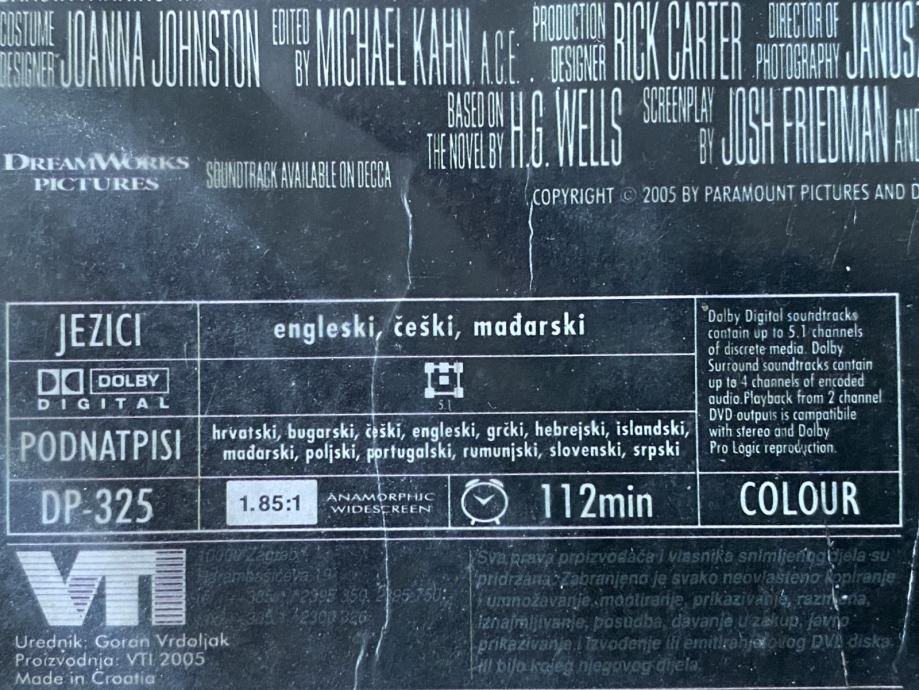 COSTUME DESIGNER JOANNA JOHNSTON EDITED BY MICHAEL KAHN, A.C.E. PRODUCTION DESIGNER RICK CARTER DIRECTOR OF PHOTOGRAPHY JANUS
BASED ON THE NOVEL BY H.G. WELLS SCREENPLAY BY JOSH FRIEDMAN AND
DREAMWORKS
PICTURES
SOUNDTRACK AVAILABLE ON DECCA
COPYRIGHT © 2005 BY PARAMOUNT PICTURES AND D
JEZICI
engleski, češki, mađarski
DOLBY
DIGITAL
5.1
PODNATPISI
hrvatski, bugarski, češki, engleski, grčki, hebrejski, islandski,
mađarski, poljski, portugalski, rumunjski, slovenski, srpski
DP-325
1.85:1
ANAMORPHIC
WIDESCREEN
112min
Dolby Digital soundtracks
contain up to 5.1 channels
of discrete media. Dolby
Surround soundtracks contain
up to 4 channels of encoded
audio. Playback from 2 channel
DVD outputs is compatibile
with stereo and Dolby
Pro Logic reproduction.
COLOUR
VTI
10000 Zagreb
Harambašićeva 19
Urednik: Goran Vrdoljak
Proizvodnja: VTI 2005
Made in Croatia
Sva prava proizvođača i vlasnika snimljenog djela su
pridržana. Zabranjeno je svako neovlašteno kopiranje
i umnožavanje, montiranje, prikazivanje, razmjena,
iznajmljivanje, posudba, davanje u zakup, javno
prikazivanje i izvođenje ili emitiranje ovog DVD diska
ili bilo kojeg njegovog dijela.